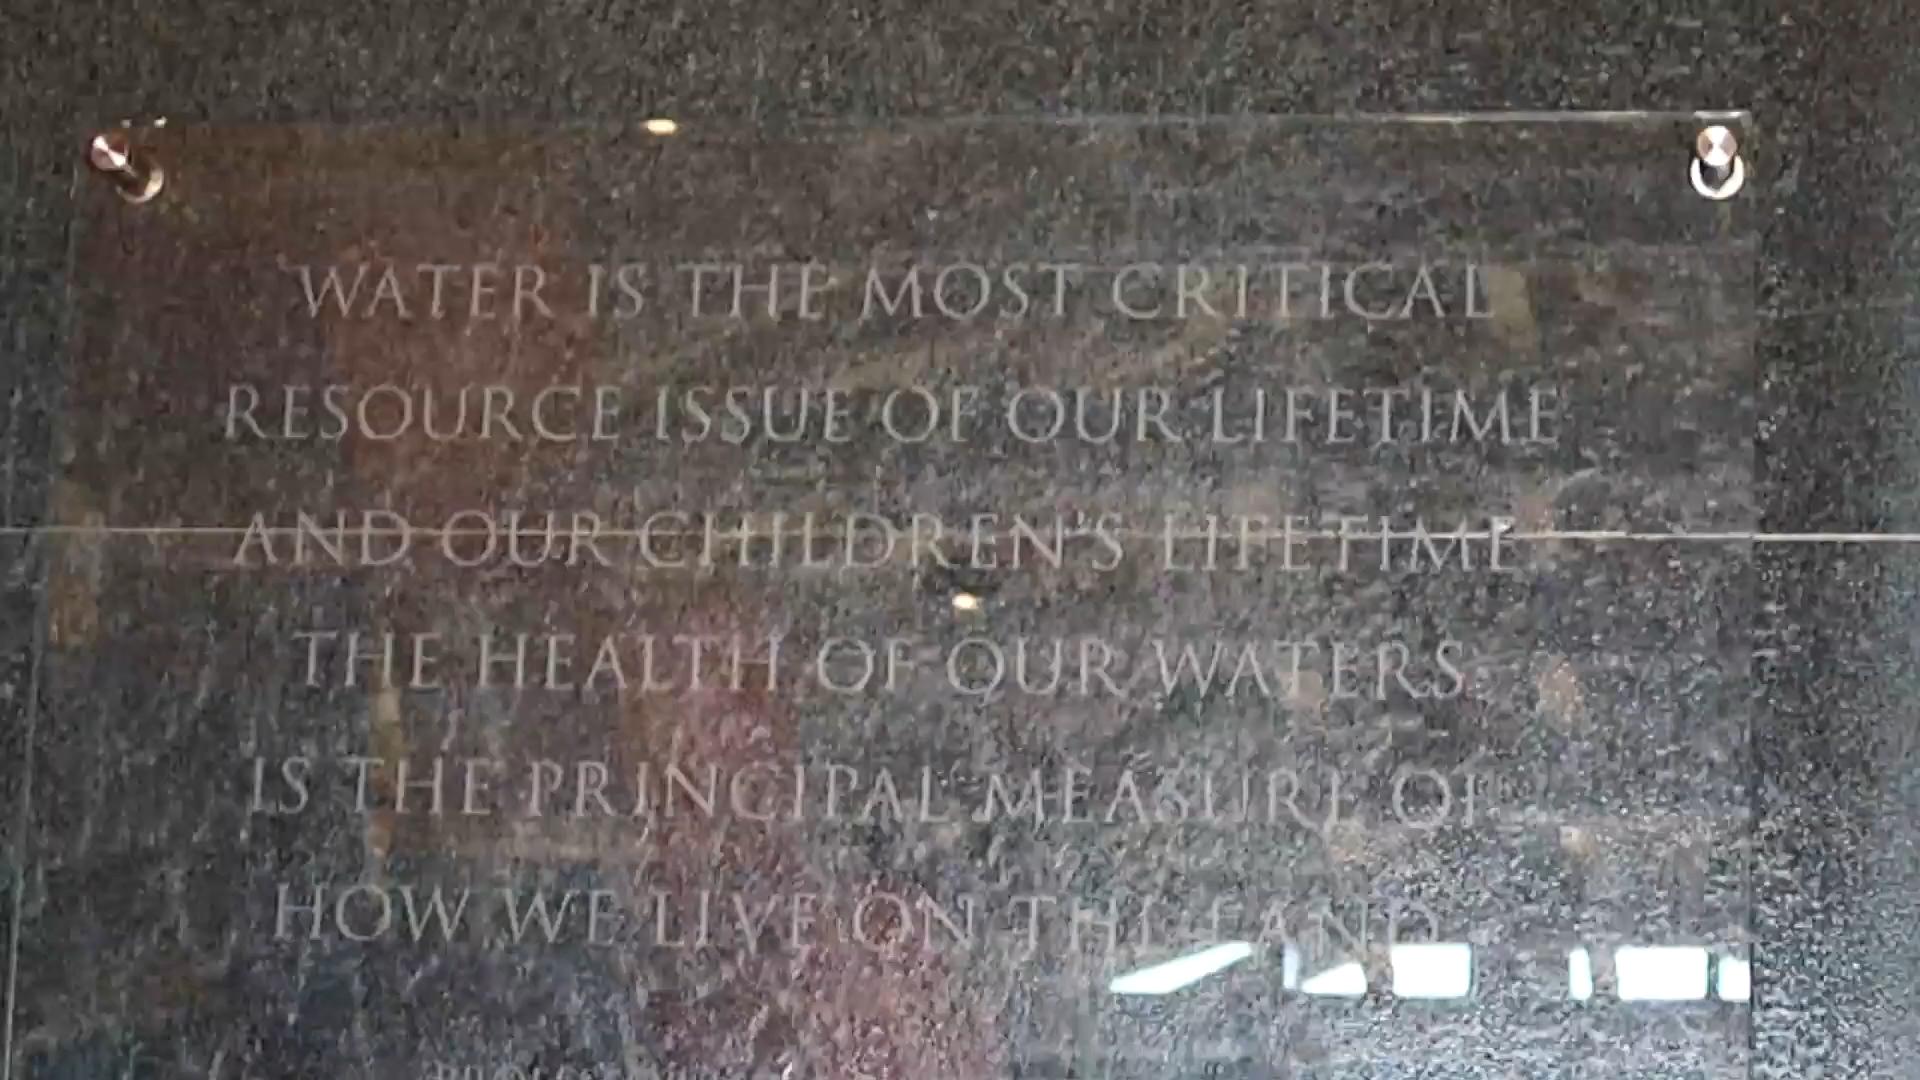 WATER IS THE MOST CRITICAL
RESOURCE ISSUE OF OUR LIFETIME
AND OUR CHILDREN'S LIFETIME
THE HEALTH OF OUR WATERS
IS THE PRINCIPAL MEASURE OF
HOW WE LIVE ON THE LAND